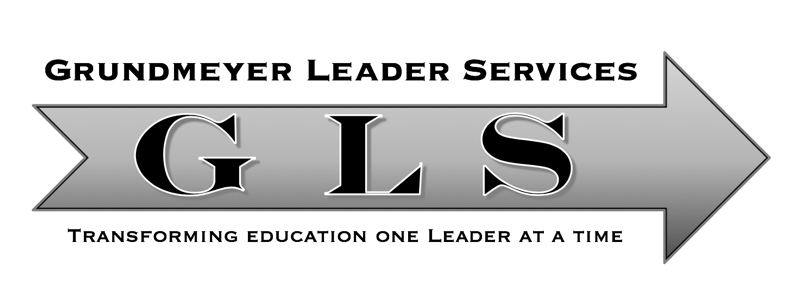 Grundmeyer Leader Services
G L S
Transforming education one Leader at a time